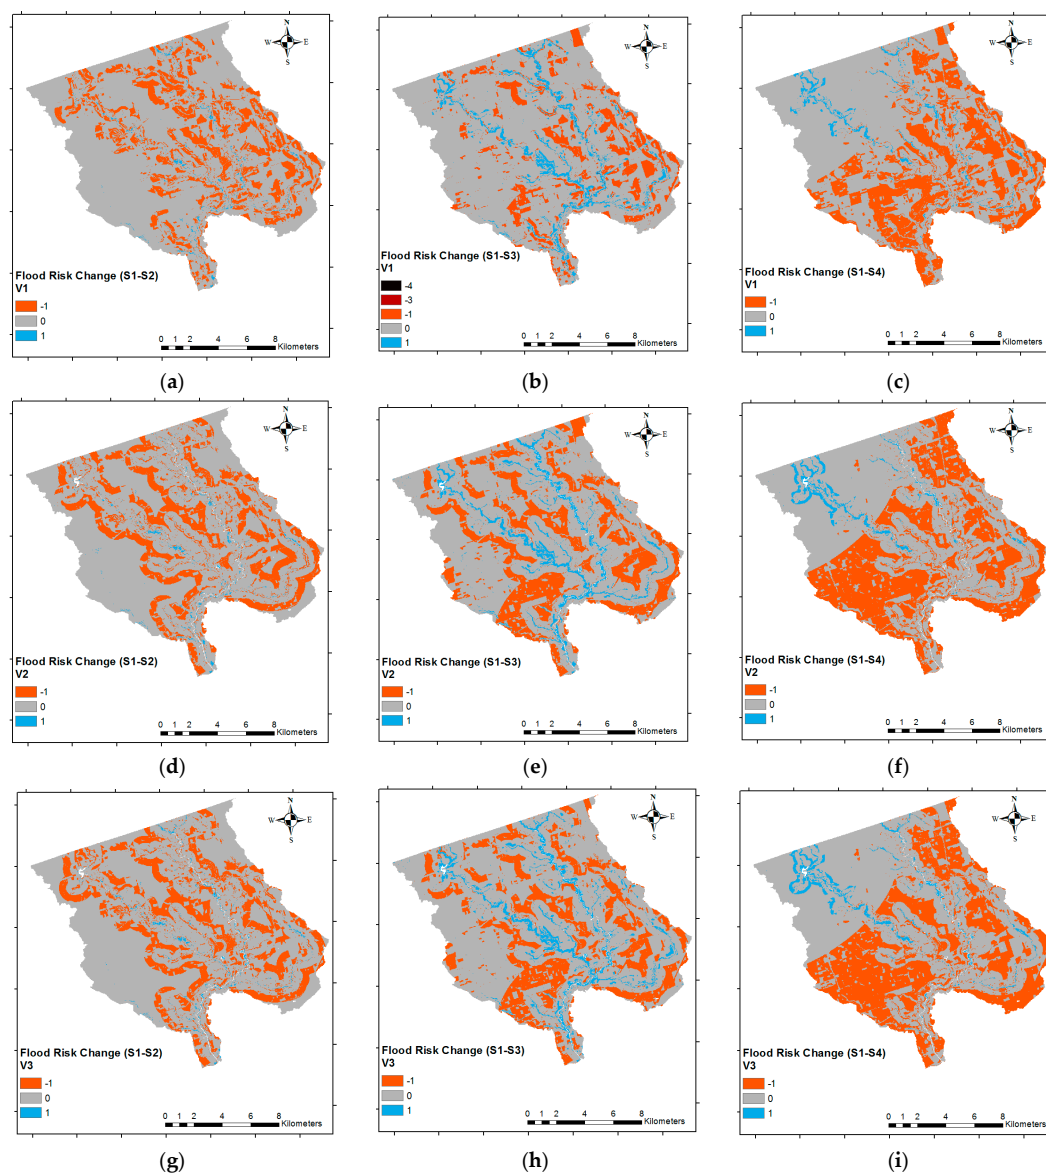 N
W E
S
Flood Risk Change (S1-S2)
V1
-1
0
1
0 1 2 4 6 8
Kilometers
(a)
N
W E
S
Flood Risk Change (S1-S3)
V1
-4
-3
-1
0
1
0 1 2 4 6 8
Kilometers
(b)
N
W E
S
Flood Risk Change (S1-S4)
V1
-1
0
1
0 1 2 4 6 8
Kilometers
(c)
N
W E
S
Flood Risk Change (S1-S2)
V2
-1
0
1
0 1 2 4 6 8
Kilometers
(d)
N
W E
S
Flood Risk Change (S1-S3)
V2
-1
0
1
0 1 2 4 6 8
Kilometers
(e)
N
W E
S
Flood Risk Change (S1-S4)
V2
-1
0
1
0 1 2 4 6 8
Kilometers
(f)
N
W E
S
Flood Risk Change (S1-S2)
V3
-1
0
1
0 1 2 4 6 8
Kilometers
(g)
N
W E
S
Flood Risk Change (S1-S3)
V3
-1
0
1
0 1 2 4 6 8
Kilometers
(h)
N
W E
S
Flood Risk Change (S1-S4)
V3
-1
0
1
0 1 2 4 6 8
Kilometers
(i)